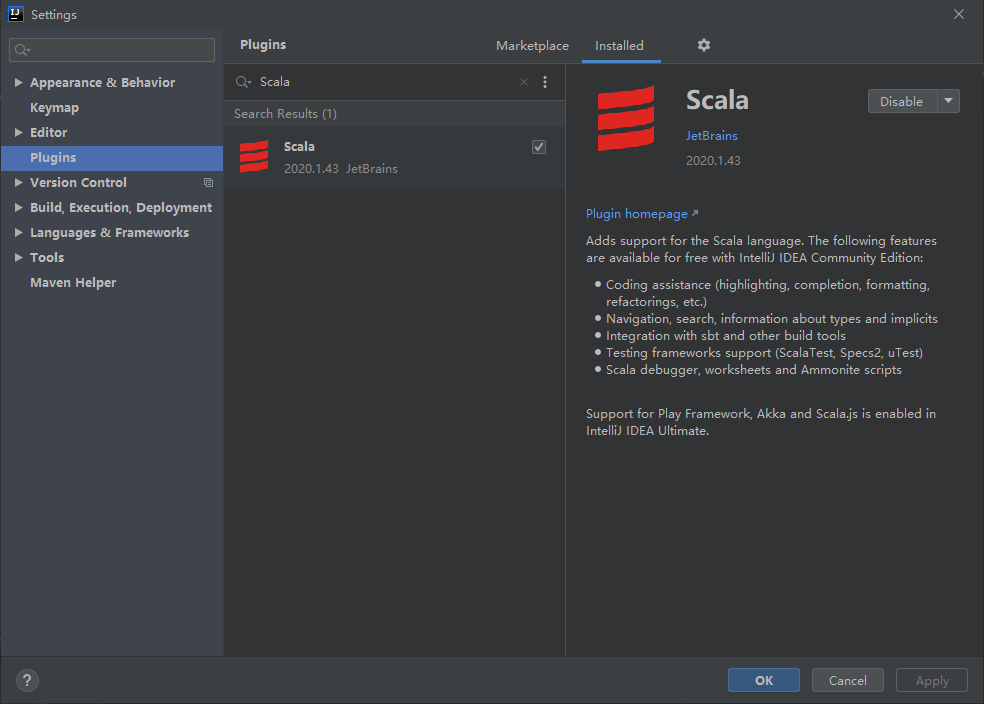 Settings
Appearance & Behavior
Keymap
Editor
Plugins
Version Control
Build, Execution, Deployment
Languages & Frameworks
Tools
Maven Helper
Plugins
Marketplace
Installed
Scala
Search Results (1)
Scala
2020.1.43 JetBrains
Scala
Disable
JetBrains
2020.1.43
Plugin homepage ↗
Adds support for the Scala language. The following features
are available for free with IntelliJ IDEA Community Edition:
• Coding assistance (highlighting, completion, formatting,
refactorings, etc.)
• Navigation, search, information about types and implicits
• Integration with sbt and other build tools
• Testing frameworks support (ScalaTest, Specs2, uTest)
• Scala debugger, worksheets and Ammonite scripts
Support for Play Framework, Akka and Scala.js is enabled in
IntelliJ IDEA Ultimate.
?
OK
Cancel
Apply